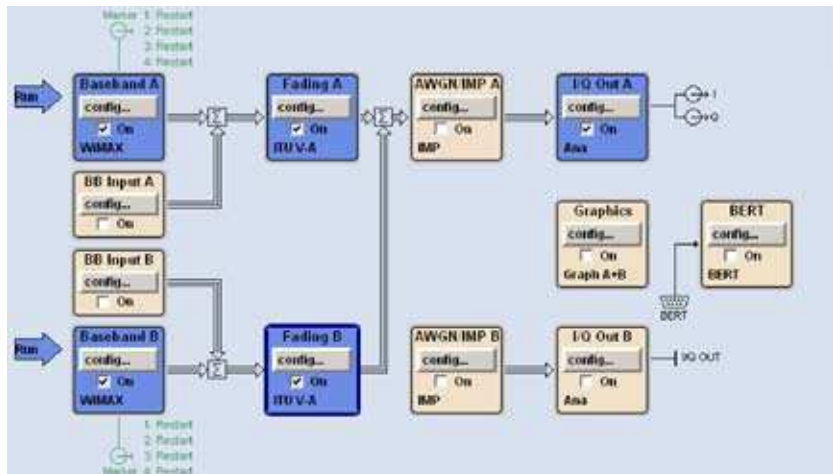 Marker 1: Restart
2: Restart
3: Restart
4: Restart
Run
Baseband A
config...
On
WiMAX
Fading A
config...
On
ITU V-A
AWGN/IMP A
config...
On
IMP
I/Q Out A
config...
On
Ana
I
Q
BB Input A
config...
On
Graphics
config...
On
Graph A+B
BERT
config...
On
BERT
BERT
BB Input B
config...
On
Run
Baseband B
config...
On
WiMAX
Fading B
config...
On
ITU V-A
AWGN/IMP B
config...
On
IMP
I/Q Out B
config...
On
Ana
I/Q OUT
1: Restart
2: Restart
3: Restart
Marker 4: Restart